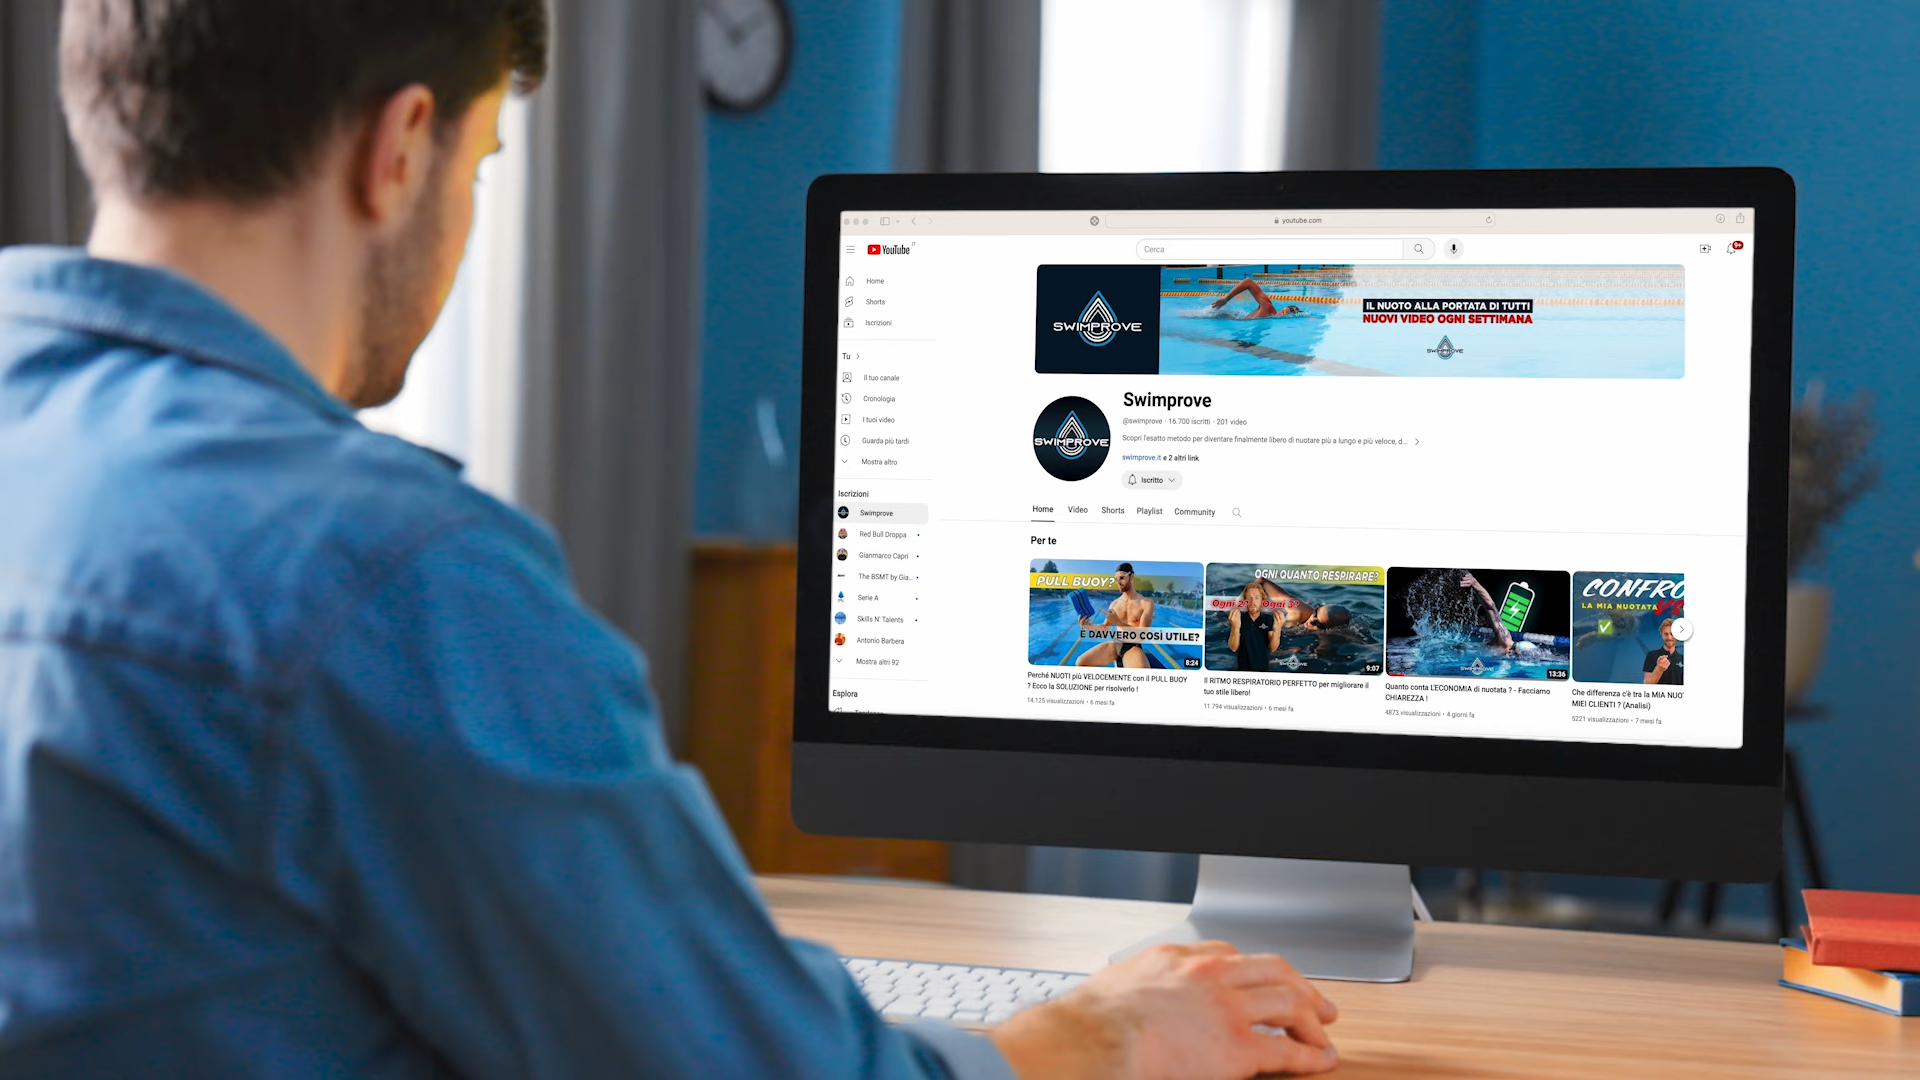 youtube.com
YouTube IT
Cerca
9+
Home
Shorts
Iscrizioni
Tu
Il tuo canale
Cronologia
I tuoi video
Guarda più tardi
Mostra altro
Iscrizioni
Swimprove
Red Bull Droppa
Gianmarco Capri
The BSMT by Gia...
Serie A
Skills N' Talents
Antonio Barbera
Mostra altri 92
Esplora
SWIMPROVE
IL NUOTO ALLA PORTATA DI TUTTI
NUOVI VIDEO OGNI SETTIMANA
SWIMPROVE
SWIMPROVE
Swimprove
@swimprove · 16.700 iscritti · 201 video
Scopri l'esatto metodo per diventare finalmente libero di nuotare più a lungo e più veloce, d...
swimprove.it e 2 altri link
Iscritto
Home Video Shorts Playlist Community
Per te
PULL BUOY?
E DAVVERO COSÌ UTILE?
8:24
Perché NUOTI più VELOCEMENTE con il PULL BUOY
? Ecco la SOLUZIONE per risolverlo !
14.125 visualizzazioni • 6 mesi fa
OGNI QUANTO RESPIRARE?
Ogni 2? Ogni 3?
SWIMPROVE
9:07
Il RITMO RESPIRATORIO PERFETTO per migliorare il
tuo stile libero!
11.794 visualizzazioni • 6 mesi fa
SWIMPROVE
13:36
Quanto conta L'ECONOMIA di nuotata ? - Facciamo
CHIAREZZA !
4873 visualizzazioni • 4 giorni fa
CONFRO
LA MIA NUOTATA VS
Che differenza c'è tra la MIA NUO
MIEI CLIENTI ? (Analisi)
5221 visualizzazioni • 7 mesi fa